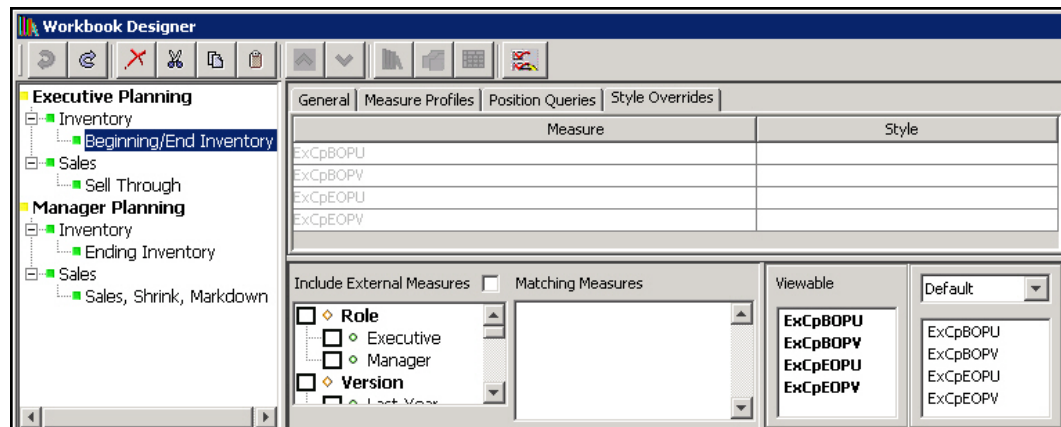 Workbook Designer
Executive Planning
Inventory
Beginning/End Inventory
Sales
Sell Through
Manager Planning
Inventory
Ending Inventory
Sales
Sales, Shrink, Markdown
General Measure Profiles Position Queries Style Overrides
Measure Style
ExCpBOPU
ExCpBOPV
ExCpEOPU
ExCpEOPV
Include External Measures
Role
Executive
Manager
Version
Last Year
Matching Measures
Viewable
ExCpBOPU
ExCpBOPV
ExCpEOPU
ExCpEOPV
Default
ExCpBOPU
ExCpBOPV
ExCpEOPU
ExCpEOPV